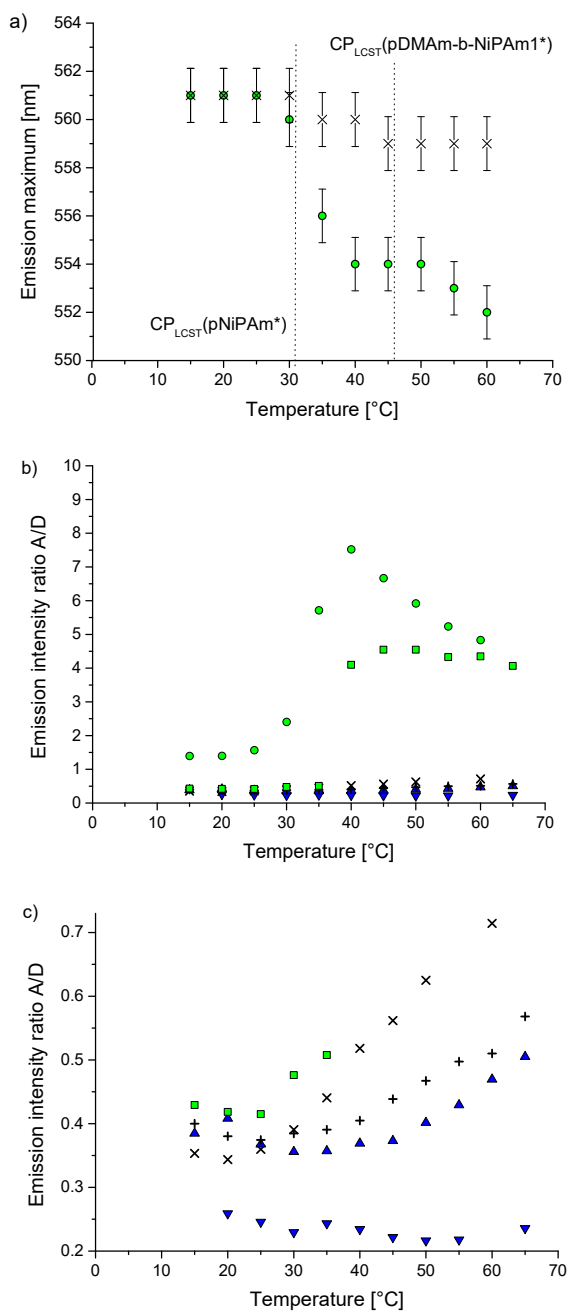 a)
564
562
560
558
556
554
552
550
Emission maximum [nm]
CP_LCST(pDMAm-b-NiPAm1*)
CP_LCST(pNiPAm*)
0 10 20 30 40 50 60 70
Temperature [°C]
b)
10
9
8
7
6
5
4
3
2
1
0
Emission intensity ratio A/D
0 10 20 30 40 50 60 70
Temperature [°C]
c)
0.7
0.6
0.5
0.4
0.3
0.2
Emission intensity ratio A/D
0 10 20 30 40 50 60 70
Temperature [°C]